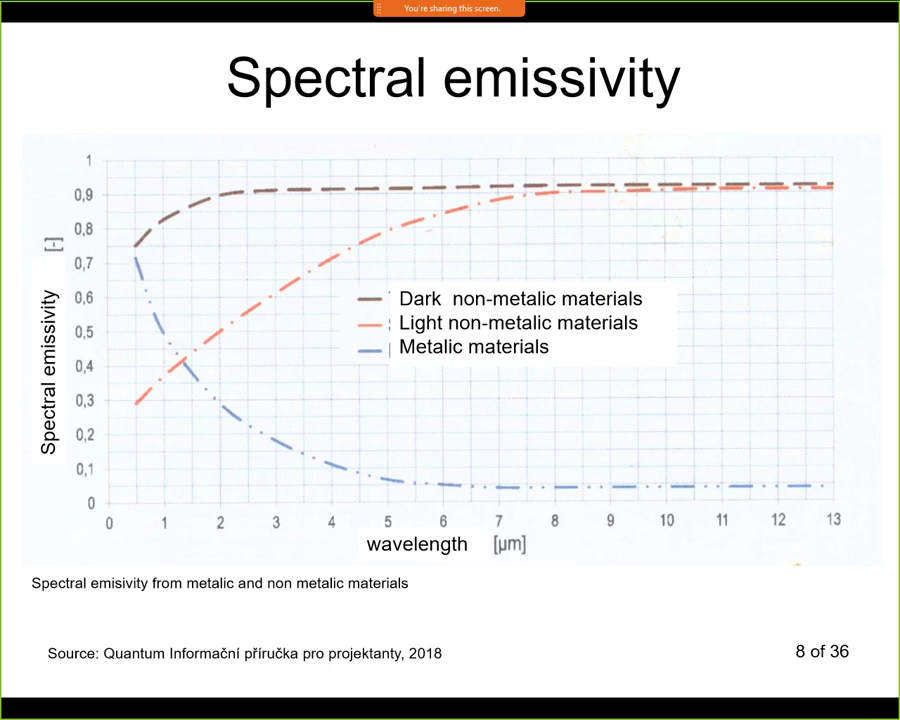 You're sharing this screen.
Spectral emissivity
1
0,9
0,8
0,7
0,6
0,5
0,4
0,3
0,2
0,1
0
Spectral emissivity [-]
Dark non-metalic materials
Light non-metalic materials
Metalic materials
0 1 2 3 4 5 6 7 8 9 10 11 12 13
wavelength [µm]
Spectral emisivity from metalic and non metalic materials
Source: Quantum Informační příručka pro projektanty, 2018
8 of 36